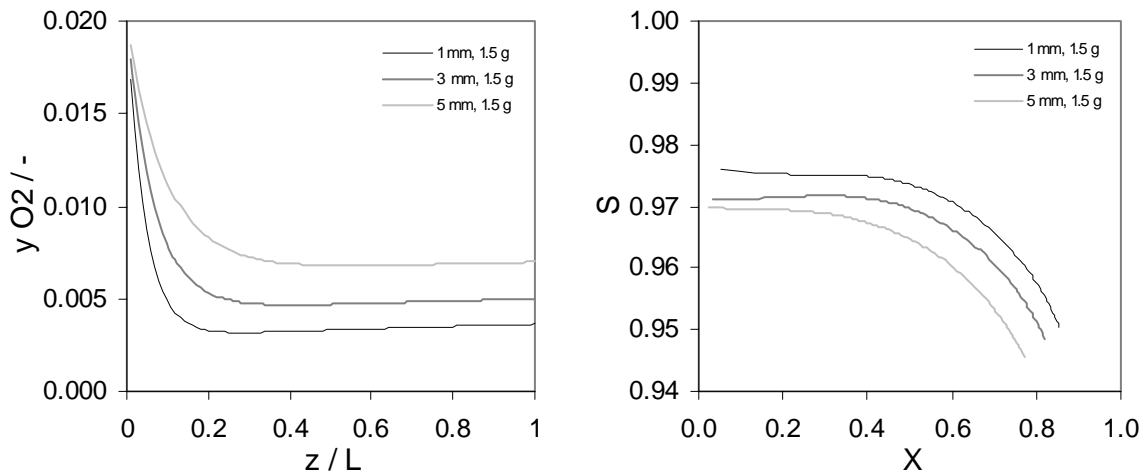 0.020
0.015
0.010
0.005
0.000
y O2 / -
0
0.2
0.4
0.6
0.8
1
z / L
1 mm, 1.5 g
3 mm, 1.5 g
5 mm, 1.5 g
1.00
0.99
0.98
0.97
0.96
0.95
0.94
S
0.0
0.2
0.4
0.6
0.8
1.0
X
1 mm, 1.5 g
3 mm, 1.5 g
5 mm, 1.5 g